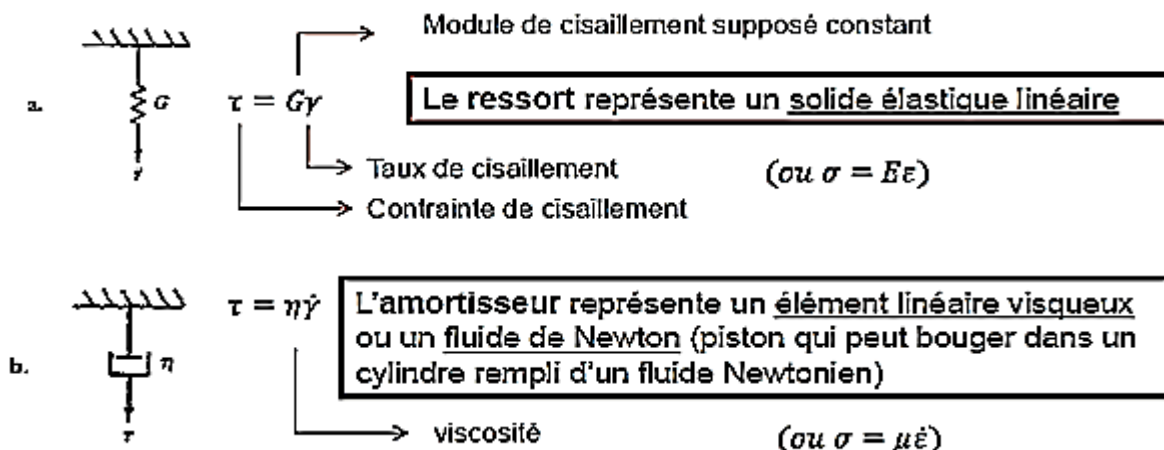 Module de cisaillement supposé constant
a.
G
τ = Gγ
Le ressort représente un solide élastique linéaire
τ
Taux de cisaillement
(ou σ = Eε)
Contrainte de cisaillement
b.
η
τ
τ = ηγ̇
L'amortisseur représente un élément linéaire visqueux
ou un fluide de Newton (piston qui peut bouger dans un
cylindre rempli d'un fluide Newtonien)
viscosité
(ou σ = με̇)